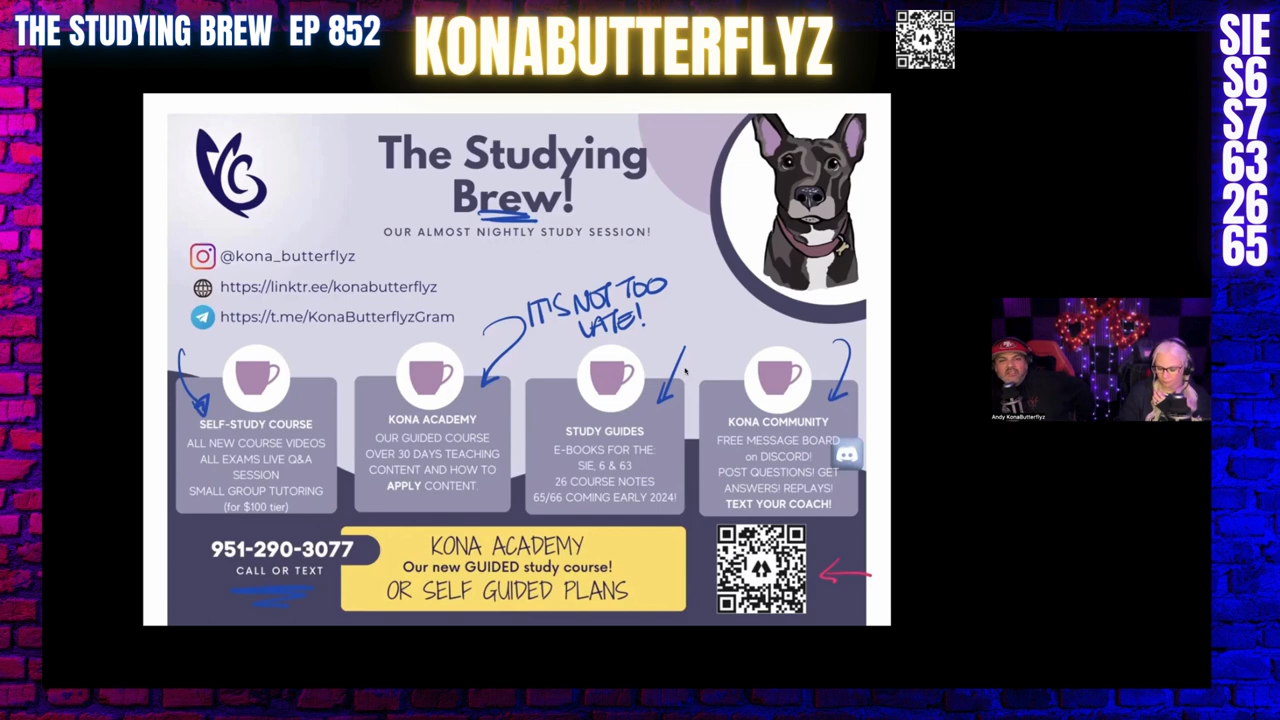 THE STUDYING BREW EP 852
KONABUTTERFLYZ
SIE
S6
S7
63
26
65
The Studying
Brew!
OUR ALMOST NIGHTLY STUDY SESSION!
@kona_butterflyz
https://linktr.ee/konabutterflyz
https://t.me/KonaButterflyzGram
IT'S NOT TOO
LATE!
SELF-STUDY COURSE
ALL NEW COURSE VIDEOS
ALL EXAMS LIVE Q&A
SESSION
SMALL GROUP TUTORING
(for $100 tier)
KONA ACADEMY
OUR GUIDED COURSE
OVER 30 DAYS TEACHING
CONTENT AND HOW TO
APPLY CONTENT.
STUDY GUIDES
E-BOOKS FOR THE:
SIE, 6 & 63
26 COURSE NOTES
65/66 COMING EARLY 2024!
KONA COMMUNITY
FREE MESSAGE BOARD
on DISCORD!
POST QUESTIONS! GET
ANSWERS! REPLAYS!
TEXT YOUR COACH!
951-290-3077
CALL OR TEXT
KONA ACADEMY
Our new GUIDED study course!
OR SELF GUIDED PLANS
Andy KonaButterflyz